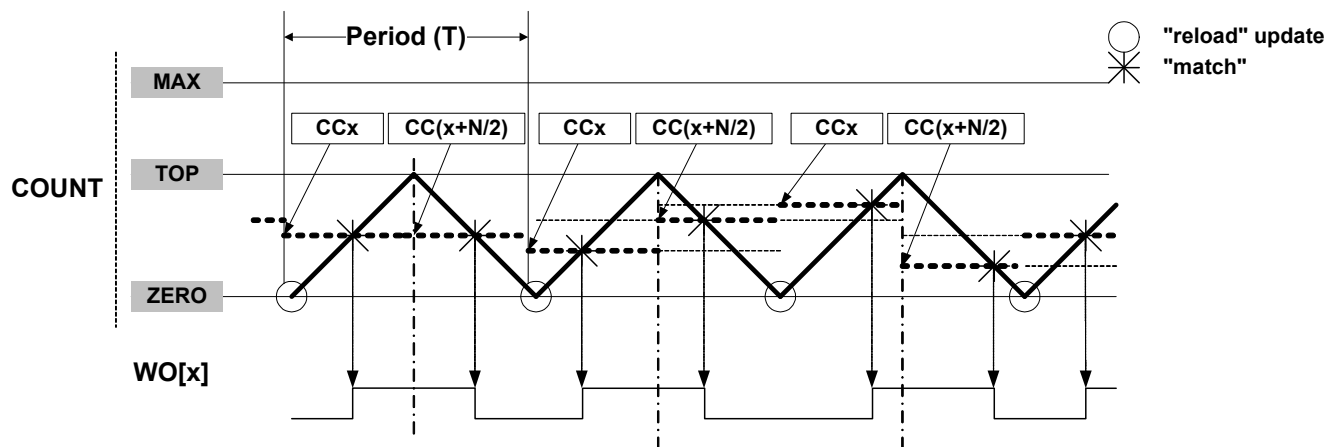 Period (T)
"reload" update
"match"
MAX
CCx
CC(x+N/2)
CCx
CC(x+N/2)
CCx
CC(x+N/2)
TOP
COUNT
ZERO
WO[x]